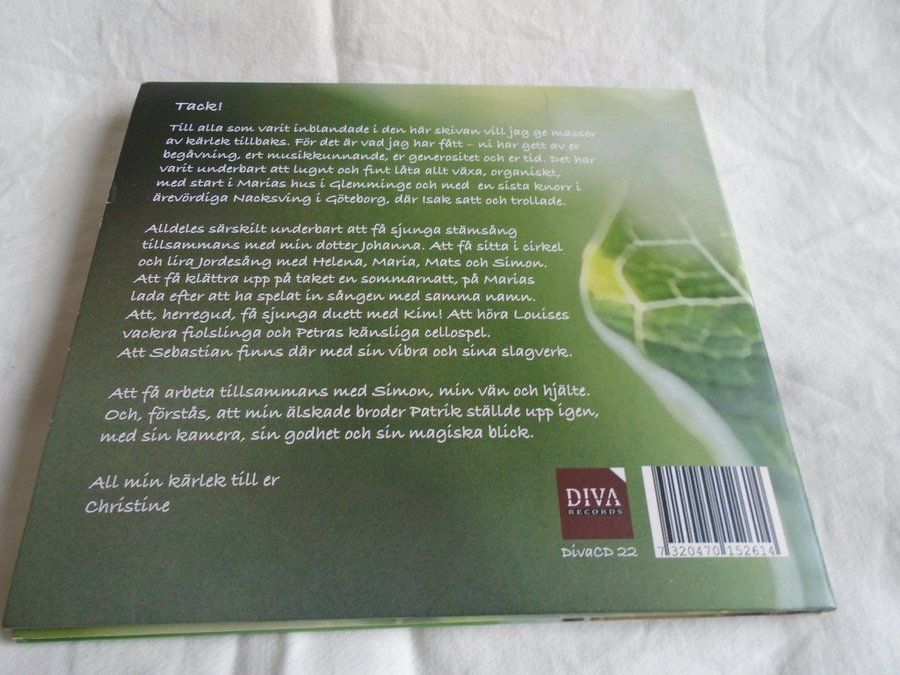 Tack!
Till alla som varit inblandade i den här skivan vill jag ge massor
av kärlek tillbaks. För det är vad jag har fått – ni har gett av er
begåvning, ert musikkunnande, er generositet och er tid. Det har
varit underbart att lugnt och fint låta allt växa, organiskt,
med start i Marias hus i Glemminge och med en sista knorr i
ärevördiga Nacksving i Göteborg, där Isak satt och trollade.
Alldeles särskilt underbart att få sjunga stämsång
tillsammans med min dotter Johanna. Att få sitta i cirkel
och lira Jordesång med Helena, Maria, Mats och Simon.
Att få klättra upp på taket en sommarnatt, på Marias
lada efter att ha spelat in sången med samma namn.
Att, herregud, få sjunga duett med Kim! Att höra Louises
vackra fiolslinga och Petras känsliga cellospel.
Att Sebastian finns där med sin vibra och sina slagverk.
Att få arbeta tillsammans med Simon, min vän och hjälte.
Och, förstås, att min älskade broder Patrik ställde upp igen,
med sin kamera, sin godhet och sin magiska blick.
All min kärlek till er
Christine
DIVA
RECORDS
DivaCD 22
7 320470 152614